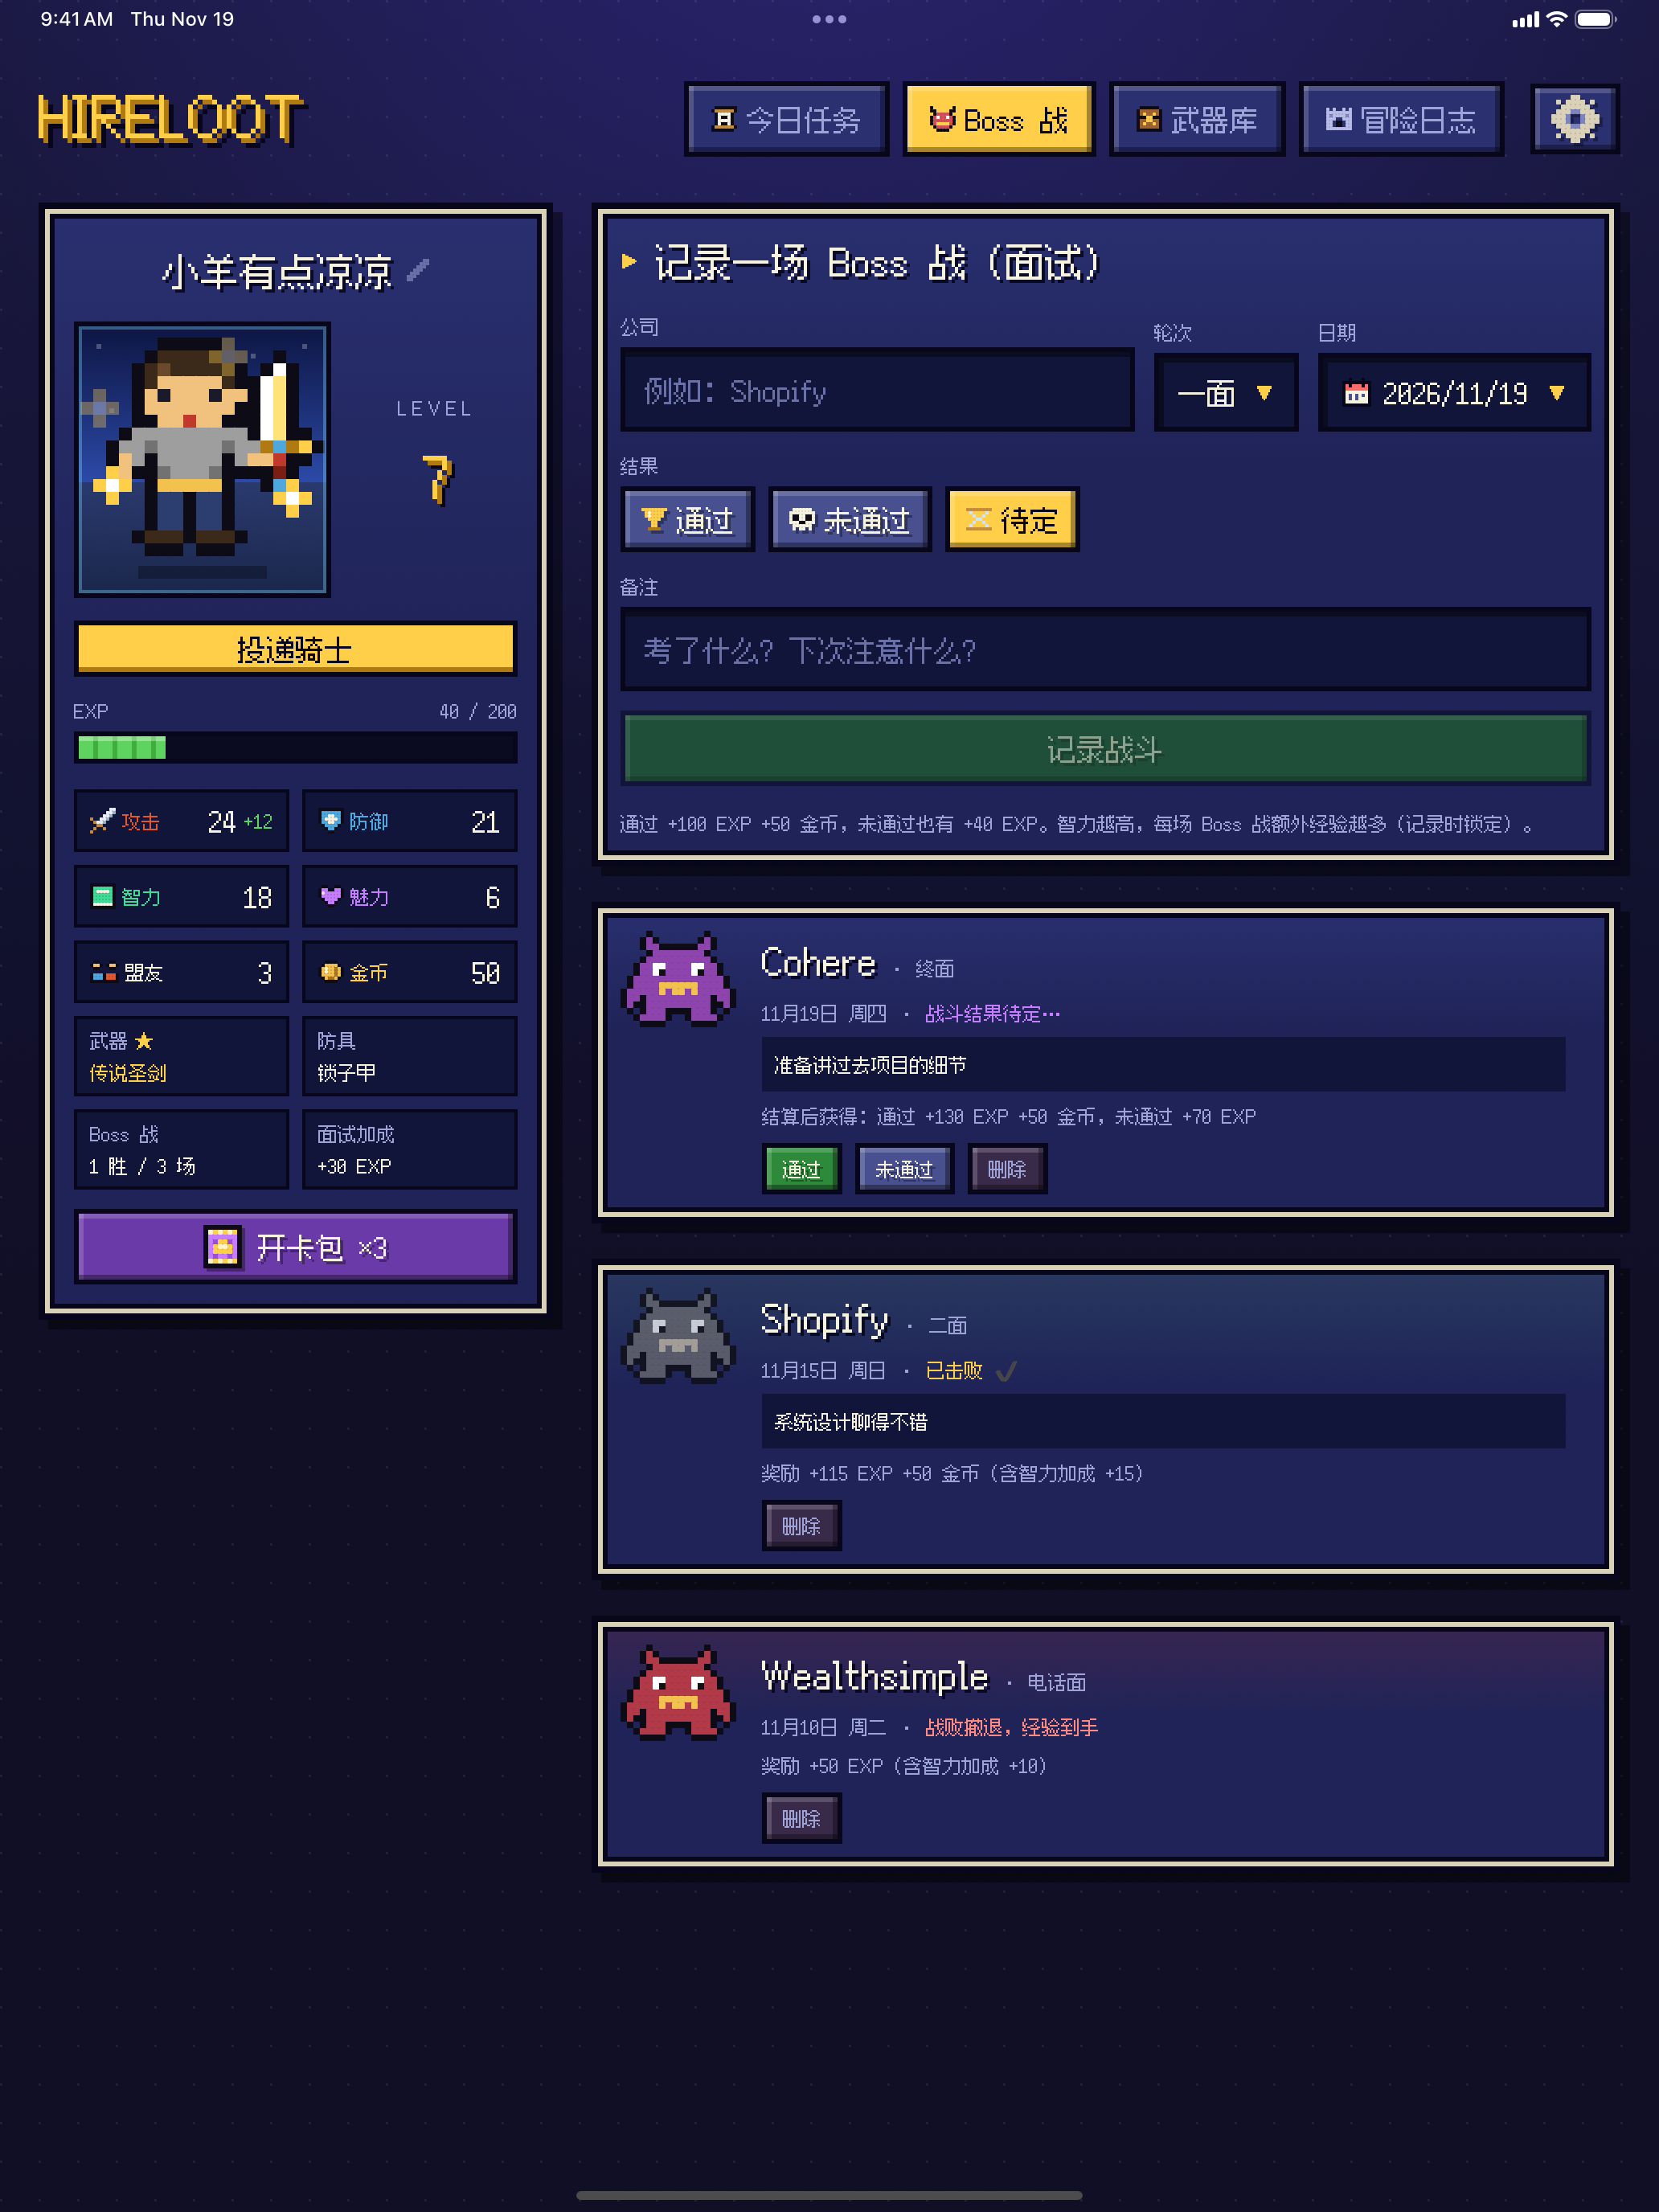 9:41 AM Thu Nov 19
HIRELOOT
今日任务
Boss 战
武器库
冒险日志
小羊有点凉凉
LEVEL
7
投递骑士
EXP 40 / 200
攻击 24 +12
防御 21
智力 18
魅力 6
盟友 3
金币 50
武器 ★
传说圣剑
防具
锁子甲
Boss 战
1 胜 / 3 场
面试加成
+30 EXP
开卡包 ×3
▶ 记录一场 Boss 战（面试）
公司
例如：Shopify
轮次
一面 ▼
日期
2026/11/19 ▼
结果
通过
未通过
待定
备注
考了什么？下次注意什么？
记录战斗
通过 +100 EXP +50 金币，未通过也有 +40 EXP。智力越高，每场 Boss 战额外经验越多（记录时锁定）。
Cohere · 终面
11月19日 周四 · 战斗结果待定…
准备讲过去项目的细节
结算后获得：通过 +130 EXP +50 金币，未通过 +70 EXP
通过
未通过
删除
Shopify · 二面
11月15日 周日 · 已击败 ✓
系统设计聊得不错
奖励 +115 EXP +50 金币（含智力加成 +15）
删除
Wealthsimple · 电话面
11月10日 周二 · 战败撤退，经验到手
奖励 +50 EXP（含智力加成 +10）
删除